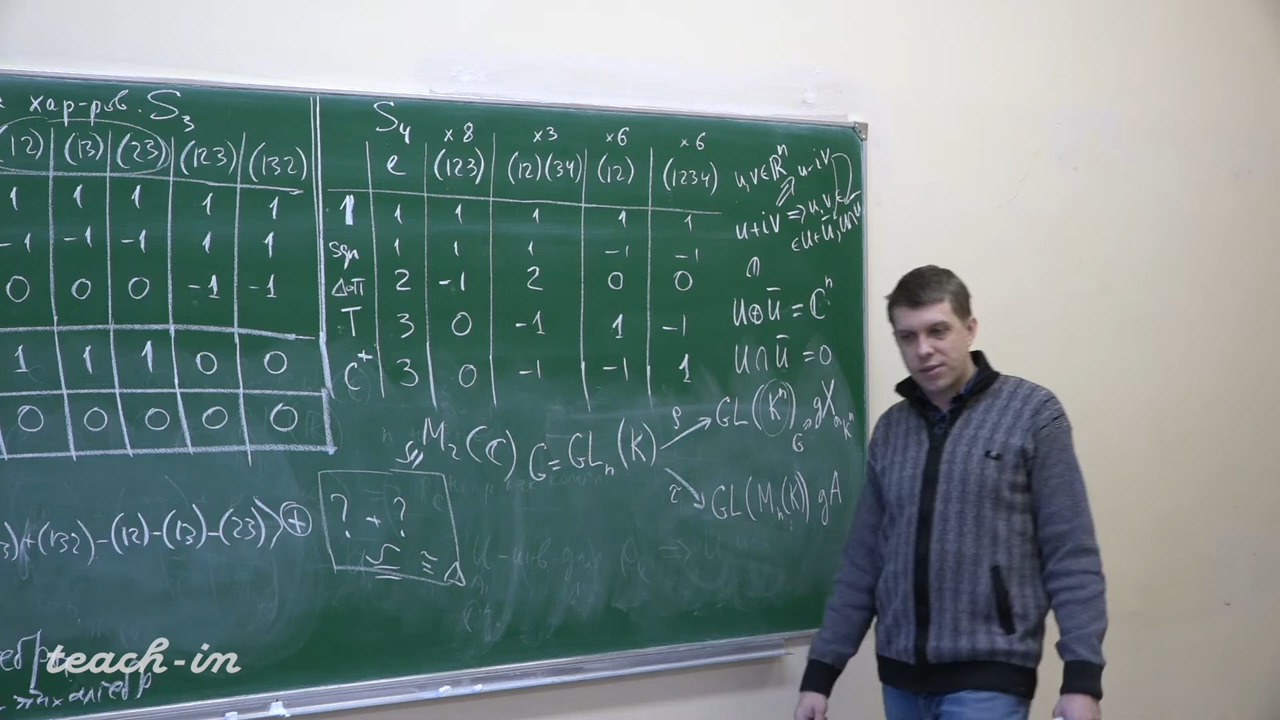 хар-ров. S₃
(12) | (13) | (23) | (123) | (132)
1 | 1 | 1 | 1 | 1
-1 | -1 | -1 | 1 | 1
0 | 0 | 0 | -1 | -1
1 | 1 | 1 | 0 | 0
0 | 0 | 0 | 0 | 0
+(132)-(12)-(13)-(23)⟩⊕
S₄ ×8 ×3 ×6 ×6
e | (123) | (12)(34) | (12) | (1234)
1 | 1 | 1 | 1 | 1 | 1
sgn | 1 | 1 | 1 | -1 | -1
ДоП | 2 | -1 | 2 | 0 | 0
T | 3 | 0 | -1 | 1 | -1
C⁺ | 3 | 0 | -1 | -1 | 1
M₂(C) G=GLₙ(K)
? + ?
≅
u,v∈ℝⁿ u-iv
u+iv ⇒ u,v∈
∈U+Ū, U∩Ū
U⊕Ū = ℂⁿ
U∩Ū = 0
ρ GL(Kⁿ) gX
τ GL(Mₙ(K)) gA
teach-in